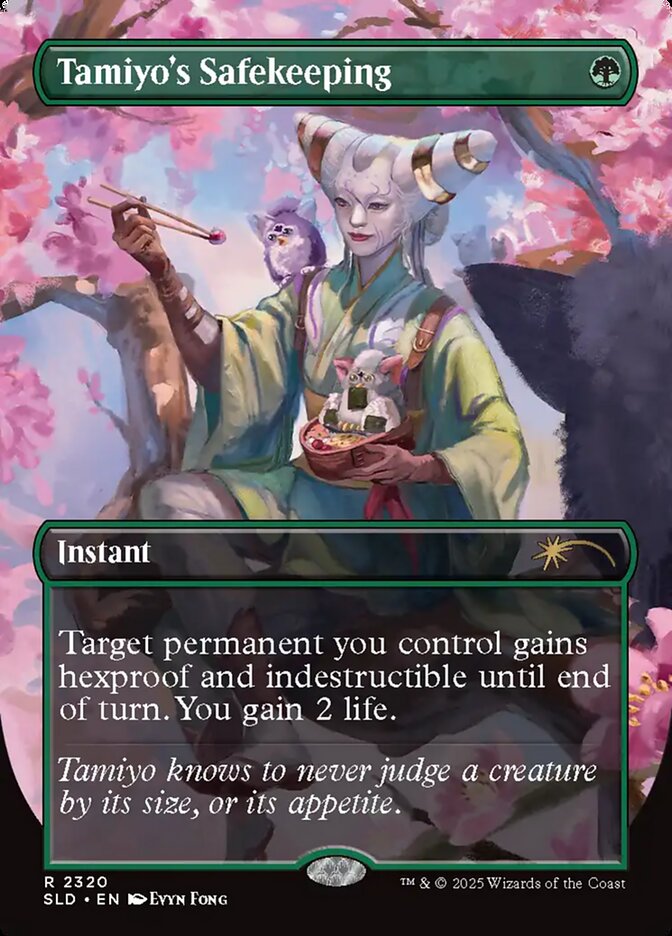 Tamiyo's Safekeeping
Instant
Target permanent you control gains
hexproof and indestructible until end
of turn. You gain 2 life.
Tamiyo knows to never judge a creature
by its size, or its appetite.
R 2320
™ & © 2025 Wizards of the Coast
SLD • EN Evyn Fong